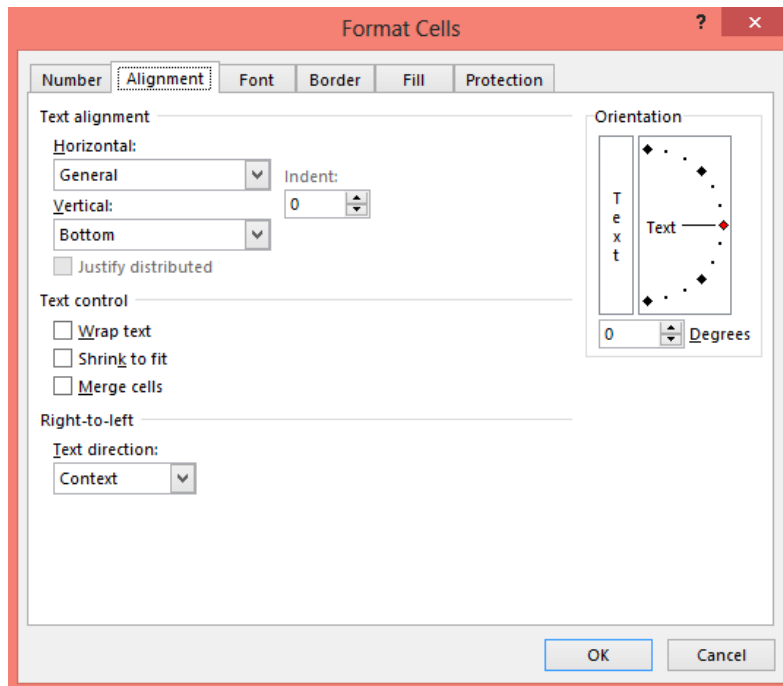 Format Cells
? ×
Number Alignment Font Border Fill Protection
Text alignment
Horizontal:
General
Indent:
0
Vertical:
Bottom
Justify distributed
Text control
Wrap text
Shrink to fit
Merge cells
Right-to-left
Text direction:
Context
Orientation
Text
Text
0 Degrees
OK Cancel